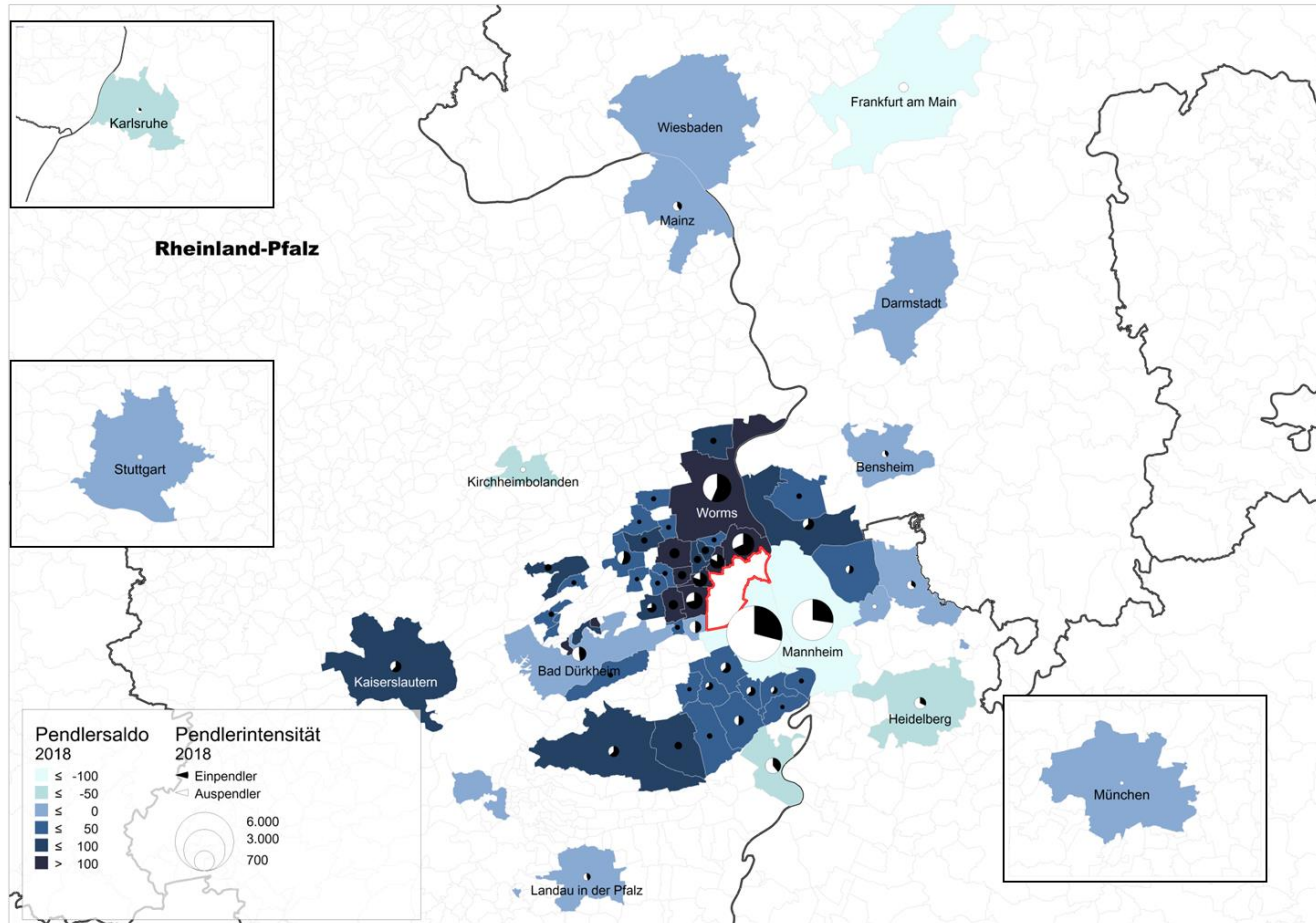 Karlsruhe
Rheinland-Pfalz
Wiesbaden
Frankfurt am Main
Mainz
Darmstadt
Stuttgart
Kirchheimbolanden
Bensheim
Worms
Mannheim
Bad Dürkheim
Kaiserslautern
Heidelberg
München
Landau in der Pfalz
Pendlersaldo
2018
≤ -100
≤ -50
≤ 0
≤ 50
≤ 100
> 100
Pendlerintensität
2018
Einpendler
Auspendler
6.000
3.000
700